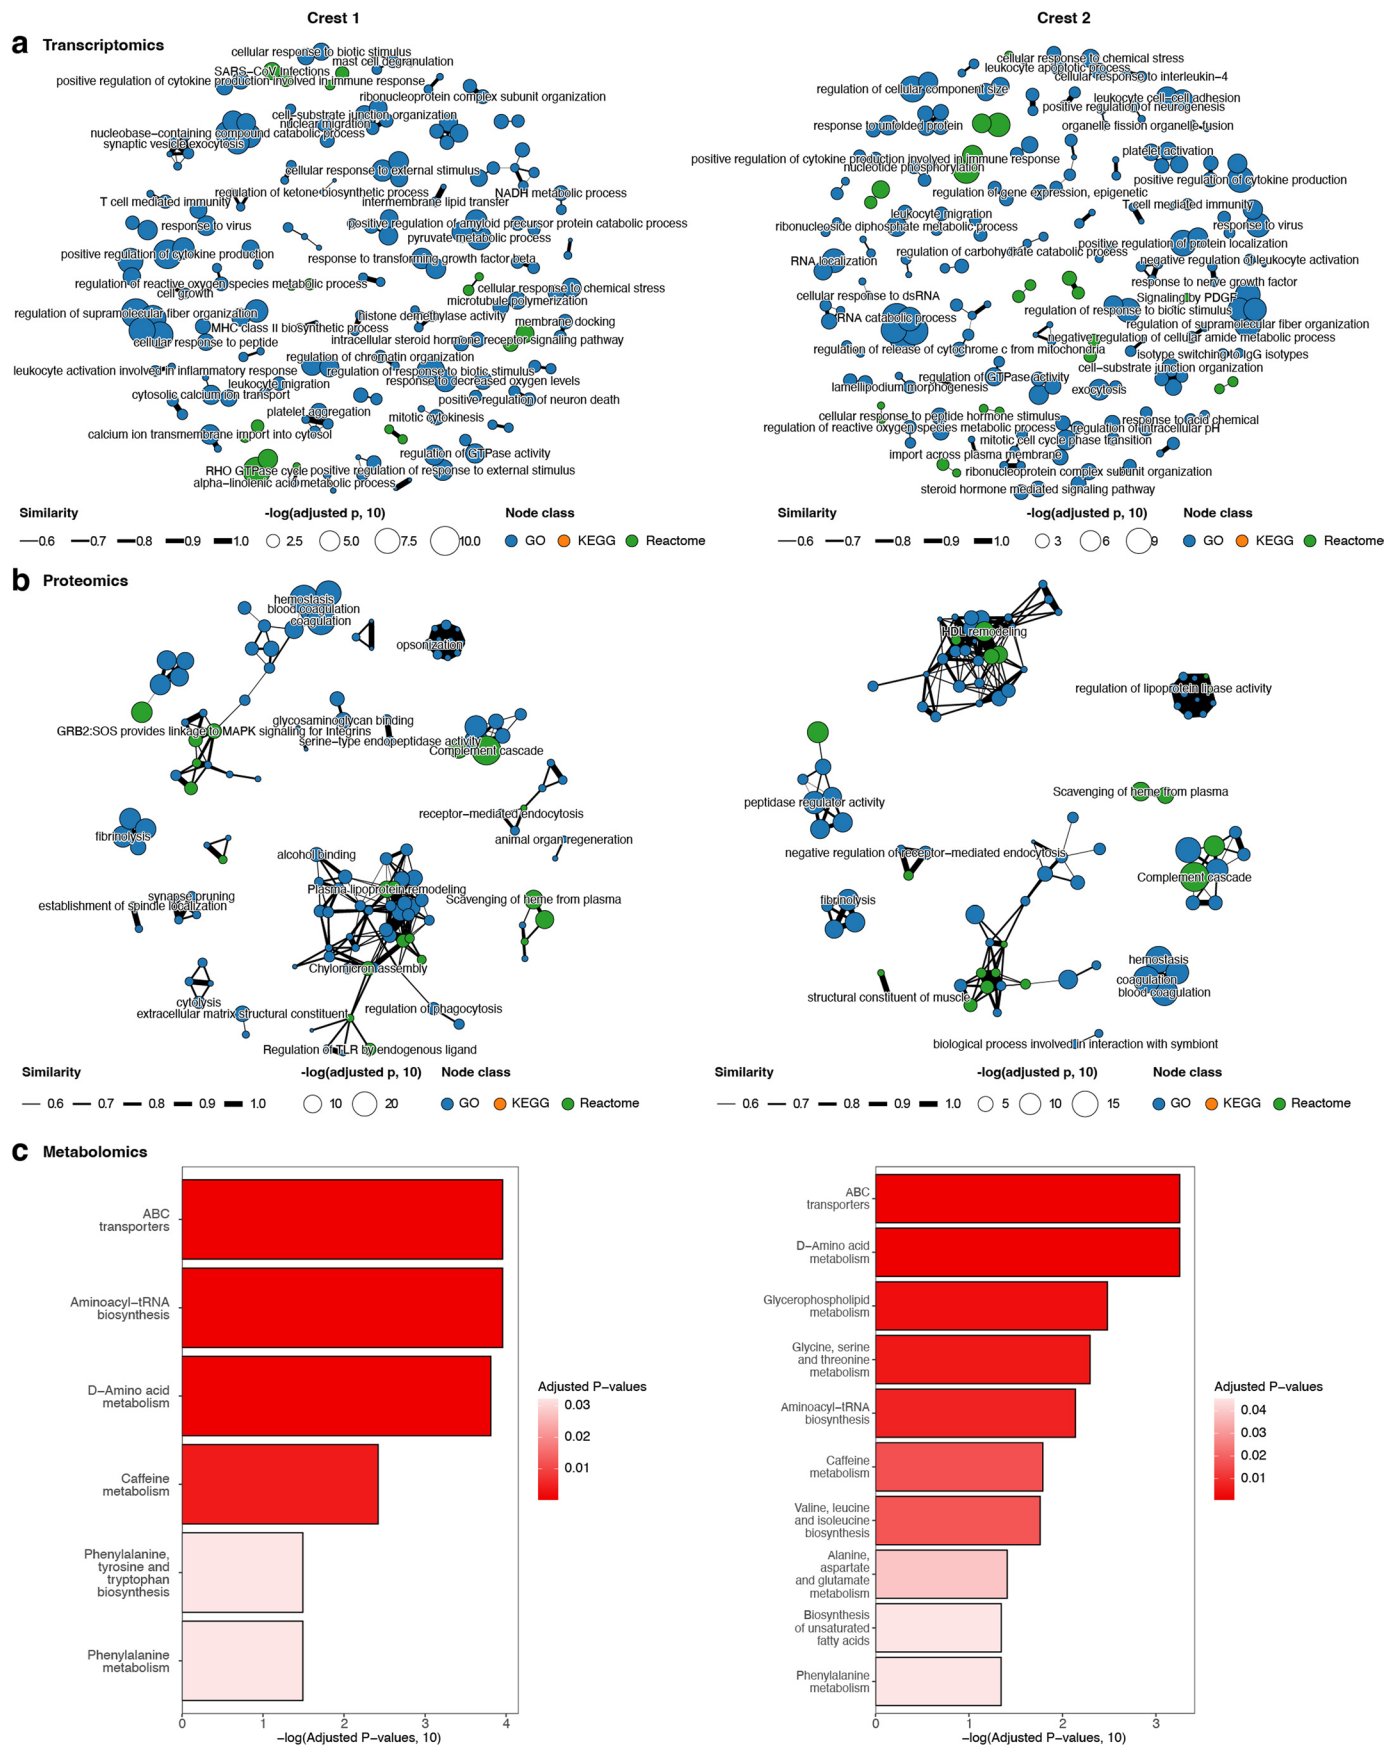 Crest 1
Crest 2
a Transcriptomics
cellular response to biotic stimulus
mast cell degranulation
SARS-CoV Infections
positive regulation of cytokine production involved in immune response
ribonucleoprotein complex subunit organization
cell-substrate junction organization
nuclear migration
nucleobase-containing compound catabolic process
synaptic vesicle exocytosis
cellular response to external stimulus
regulation of ketone biosynthetic process
NADH metabolic process
intermembrane lipid transfer
T cell mediated immunity
response to virus
positive regulation of amyloid precursor protein catabolic process
pyruvate metabolic process
positive regulation of cytokine production
response to transforming growth factor beta
regulation of reactive oxygen species metabolic process
cell growth
cellular response to chemical stress
microtubule polymerization
regulation of supramolecular fiber organization
histone demethylase activity
membrane docking
MHC class II biosynthetic process
cellular response to peptide
intracellular steroid hormone receptor signaling pathway
regulation of chromatin organization
leukocyte activation involved in inflammatory response
regulation of response to biotic stimulus
leukocyte migration
response to decreased oxygen levels
cytosolic calcium ion transport
positive regulation of neuron death
platelet aggregation
mitotic cytokinesis
calcium ion transmembrane import into cytosol
regulation of GTPase activity
RHO GTPase cycle
positive regulation of response to external stimulus
alpha-linolenic acid metabolic process
cellular response to chemical stress
leukocyte apoptotic process
cellular response to interleukin-4
regulation of cellular component size
leukocyte cell-cell adhesion
positive regulation of neurogenesis
response to unfolded protein
organelle fission
organelle fusion
platelet activation
positive regulation of cytokine production involved in immune response
nucleotide phosphorylation
positive regulation of cytokine production
regulation of gene expression, epigenetic
T cell mediated immunity
leukocyte migration
ribonucleoside diphosphate metabolic process
response to virus
positive regulation of protein localization
regulation of carbohydrate catabolic process
RNA localization
negative regulation of leukocyte activation
response to nerve growth factor
cellular response to dsRNA
Signaling by PDGF
regulation of response to biotic stimulus
RNA catabolic process
regulation of supramolecular fiber organization
negative regulation of cellular amide metabolic process
regulation of release of cytochrome c from mitochondria
isotype switching to IgG isotypes
cell-substrate junction organization
regulation of GTPase activity
lamellipodium morphogenesis
exocytosis
cellular response to peptide hormone stimulus
response to acid chemical
regulation of reactive oxygen species metabolic process
regulation of intracellular pH
mitotic cell cycle phase transition
import across plasma membrane
ribonucleoprotein complex subunit organization
steroid hormone mediated signaling pathway
Similarity
-log(adjusted p, 10)
Node class
0.6 0.7 0.8 0.9 1.0
2.5 5.0 7.5 10.0
GO KEGG Reactome
Similarity
-log(adjusted p, 10)
Node class
0.6 0.7 0.8 0.9 1.0
3 6 9
GO KEGG Reactome
b Proteomics
hemostasis
blood coagulation
coagulation
opsonization
glycosaminoglycan binding
GRB2:SOS provides linkage to MAPK signaling for Integrins
serine-type endopeptidase activity
Complement cascade
receptor-mediated endocytosis
fibrinolysis
animal organ regeneration
alcohol binding
Plasma lipoprotein remodeling
synapse pruning
Scavenging of heme from plasma
establishment of spindle localization
Chylomicron assembly
cytolysis
extracellular matrix structural constituent
regulation of phagocytosis
Regulation of TLR by endogenous ligand
HDL remodeling
regulation of lipoprotein lipase activity
Scavenging of heme from plasma
peptidase regulator activity
negative regulation of receptor-mediated endocytosis
Complement cascade
fibrinolysis
hemostasis
coagulation
blood coagulation
structural constituent of muscle
biological process involved in interaction with symbiont
Similarity
-log(adjusted p, 10)
Node class
0.6 0.7 0.8 0.9 1.0
10 20
GO KEGG Reactome
Similarity
-log(adjusted p, 10)
Node class
0.6 0.7 0.8 0.9 1.0
5 10 15
GO KEGG Reactome
c Metabolomics
ABC
transporters
Aminoacyl-tRNA
biosynthesis
D-Amino acid
metabolism
Caffeine
metabolism
Phenylalanine,
tyrosine and
tryptophan
biosynthesis
Phenylalanine
metabolism
0 1 2 3 4
-log(Adjusted P-values, 10)
Adjusted P-values
0.03
0.02
0.01
ABC
transporters
D-Amino acid
metabolism
Glycerophospholipid
metabolism
Glycine, serine
and threonine
metabolism
Aminoacyl-tRNA
biosynthesis
Caffeine
metabolism
Valine, leucine
and isoleucine
biosynthesis
Alanine,
aspartate
and glutamate
metabolism
Biosynthesis
of unsaturated
fatty acids
Phenylalanine
metabolism
0 1 2 3
-log(Adjusted P-values, 10)
Adjusted P-values
0.04
0.03
0.02
0.01